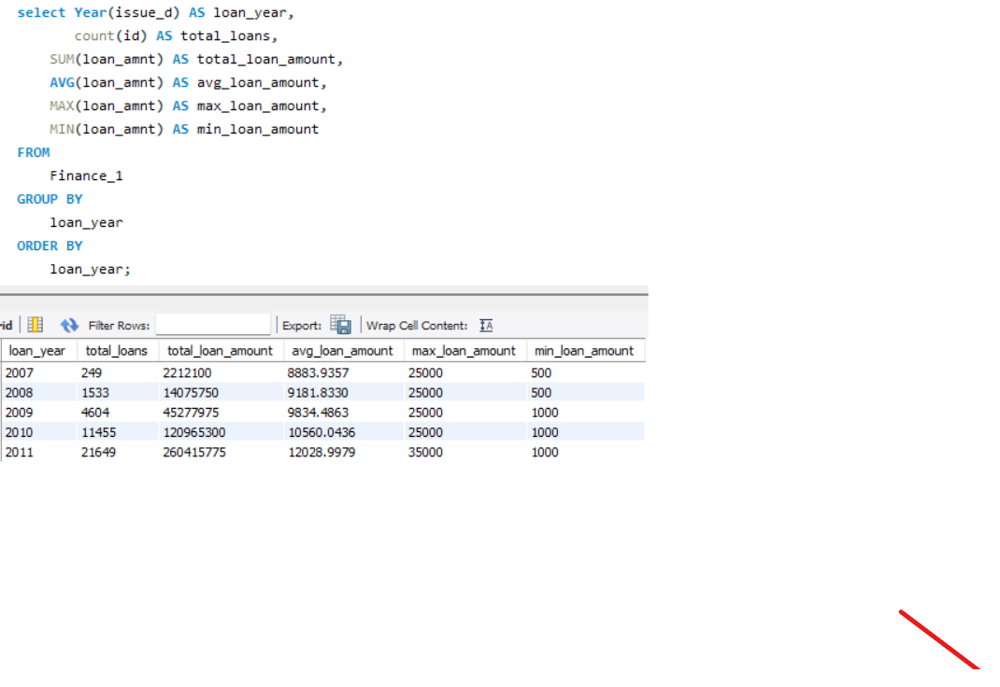 select Year(issue_d) AS loan_year,
count(id) AS total_loans,
SUM(loan_amnt) AS total_loan_amount,
AVG(loan_amnt) AS avg_loan_amount,
MAX(loan_amnt) AS max_loan_amount,
MIN(loan_amnt) AS min_loan_amount
FROM
Finance_1
GROUP BY
loan_year
ORDER BY
loan_year;
rid Filter Rows: Export: Wrap Cell Content: IA
loan_year total_loans total_loan_amount avg_loan_amount max_loan_amount min_loan_amount
2007 249 2212100 8883.9357 25000 500
2008 1533 14075750 9181.8330 25000 500
2009 4604 45277975 9834.4863 25000 1000
2010 11455 120965300 10560.0436 25000 1000
2011 21649 260415775 12028.9979 35000 1000